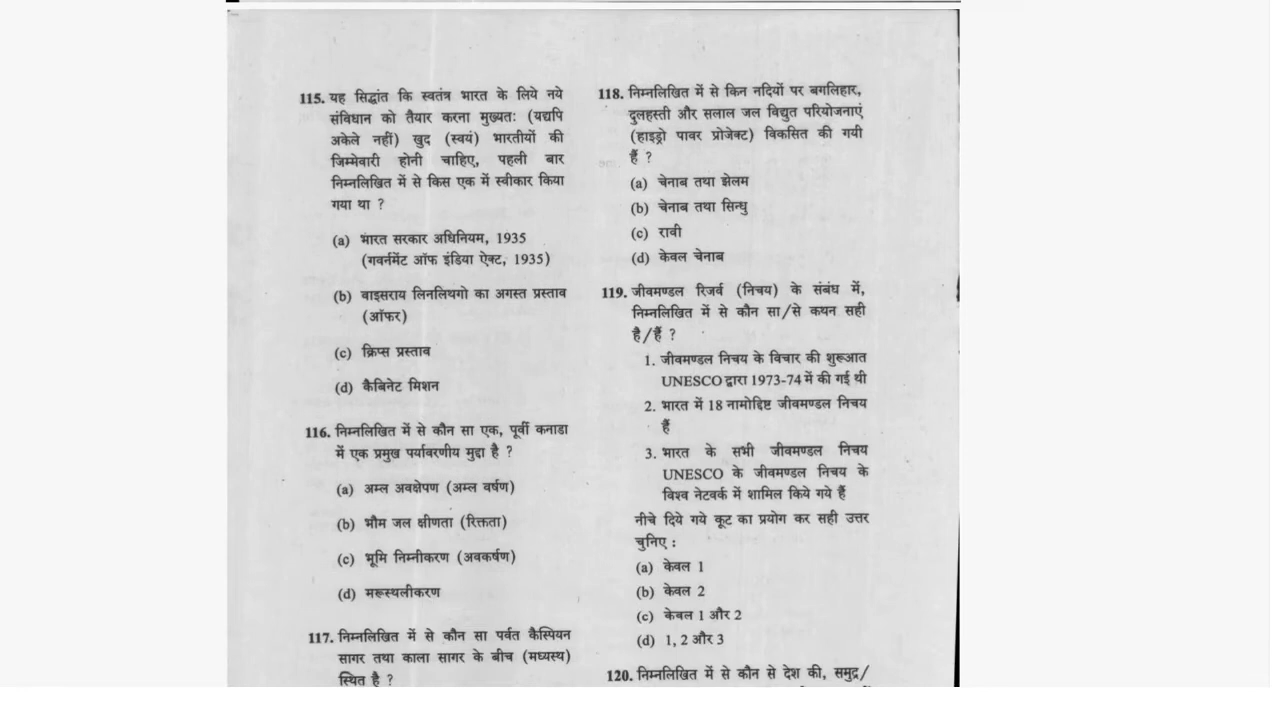 115. यह सिद्धांत कि स्वतंत्र भारत के लिये नये
संविधान को तैयार करना मुख्यतः (यद्यपि
अकेले नहीं) खुद (स्वयं) भारतीयों की
जिम्मेवारी होनी चाहिए, पहली बार
निम्नलिखित में से किस एक में स्वीकार किया
गया था ?
(a) भारत सरकार अधिनियम, 1935
(गवर्नमेंट ऑफ इंडिया ऐक्ट, 1935)
(b) वाइसराय लिनलिथगो का अगस्त प्रस्ताव
(ऑफर)
(c) क्रिप्स प्रस्ताव
(d) कैबिनेट मिशन
116. निम्नलिखित में से कौन सा एक, पूर्वी कनाडा
में एक प्रमुख पर्यावरणीय मुद्दा है ?
(a) अम्ल अवक्षेपण (अम्ल वर्षण)
(b) भौम जल क्षीणता (रिक्तता)
(c) भूमि निम्नीकरण (अवकर्षण)
(d) मरूस्थलीकरण
117. निम्नलिखित में से कौन सा पर्वत कैस्पियन
सागर तथा काला सागर के बीच (मध्यस्थ)
स्थित है ?
118. निम्नलिखित में से किन नदियों पर बगलिहार,
दुलहस्ती और सलाल जल विद्युत परियोजनाएं
(हाइड्रो पावर प्रोजेक्ट) विकसित की गयी
हैं ?
(a) चेनाब तथा झेलम
(b) चेनाब तथा सिन्धु
(c) रावी
(d) केवल चेनाब
119. जीवमण्डल रिजर्व (निचय) के संबंध में,
निम्नलिखित में से कौन सा/से कथन सही
है/हैं ?
1. जीवमण्डल निचय के विचार की शुरूआत
UNESCO द्वारा 1973-74 में की गई थी
2. भारत में 18 नामोद्दिष्ट जीवमण्डल निचय
हैं
3. भारत के सभी जीवमण्डल निचय
UNESCO के जीवमण्डल निचय के
विश्व नेटवर्क में शामिल किये गये हैं
नीचे दिये गये कूट का प्रयोग कर सही उत्तर
चुनिए :
(a) केवल 1
(b) केवल 2
(c) केवल 1 और 2
(d) 1, 2 और 3
120. निम्नलिखित में से कौन से देश की, समुद्र/